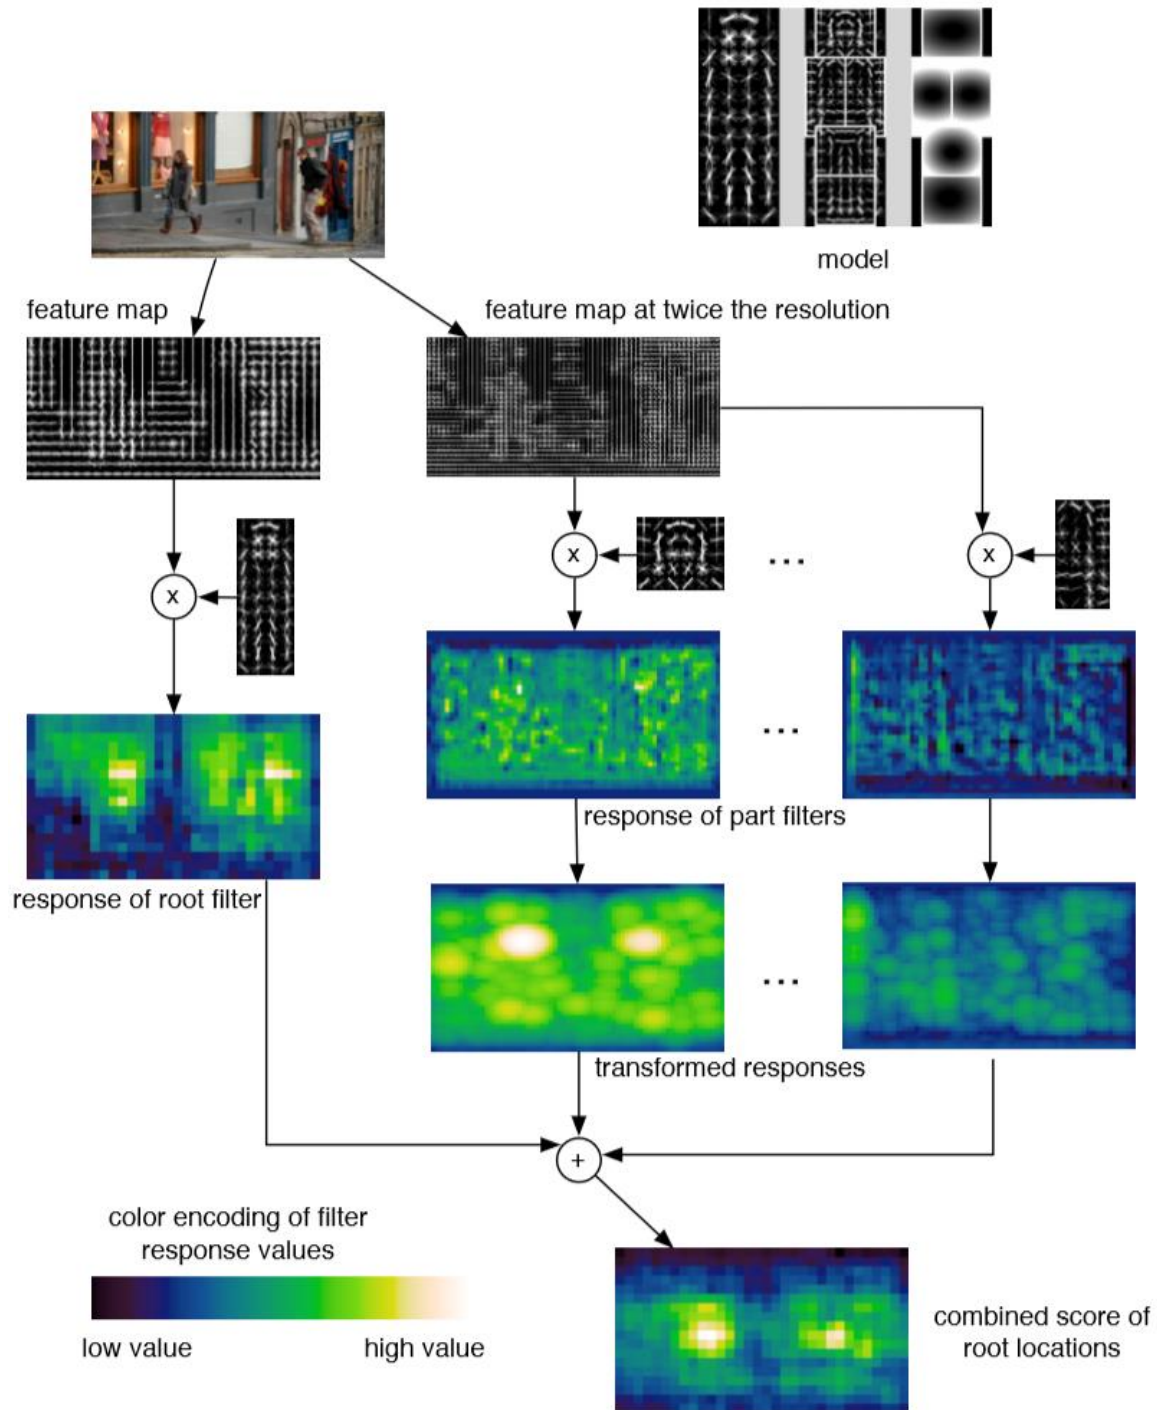 model
feature map
feature map at twice the resolution
x
x
...
x
...
response of part filters
response of root filter
...
transformed responses
+
color encoding of filter
response values
low value
high value
combined score of
root locations